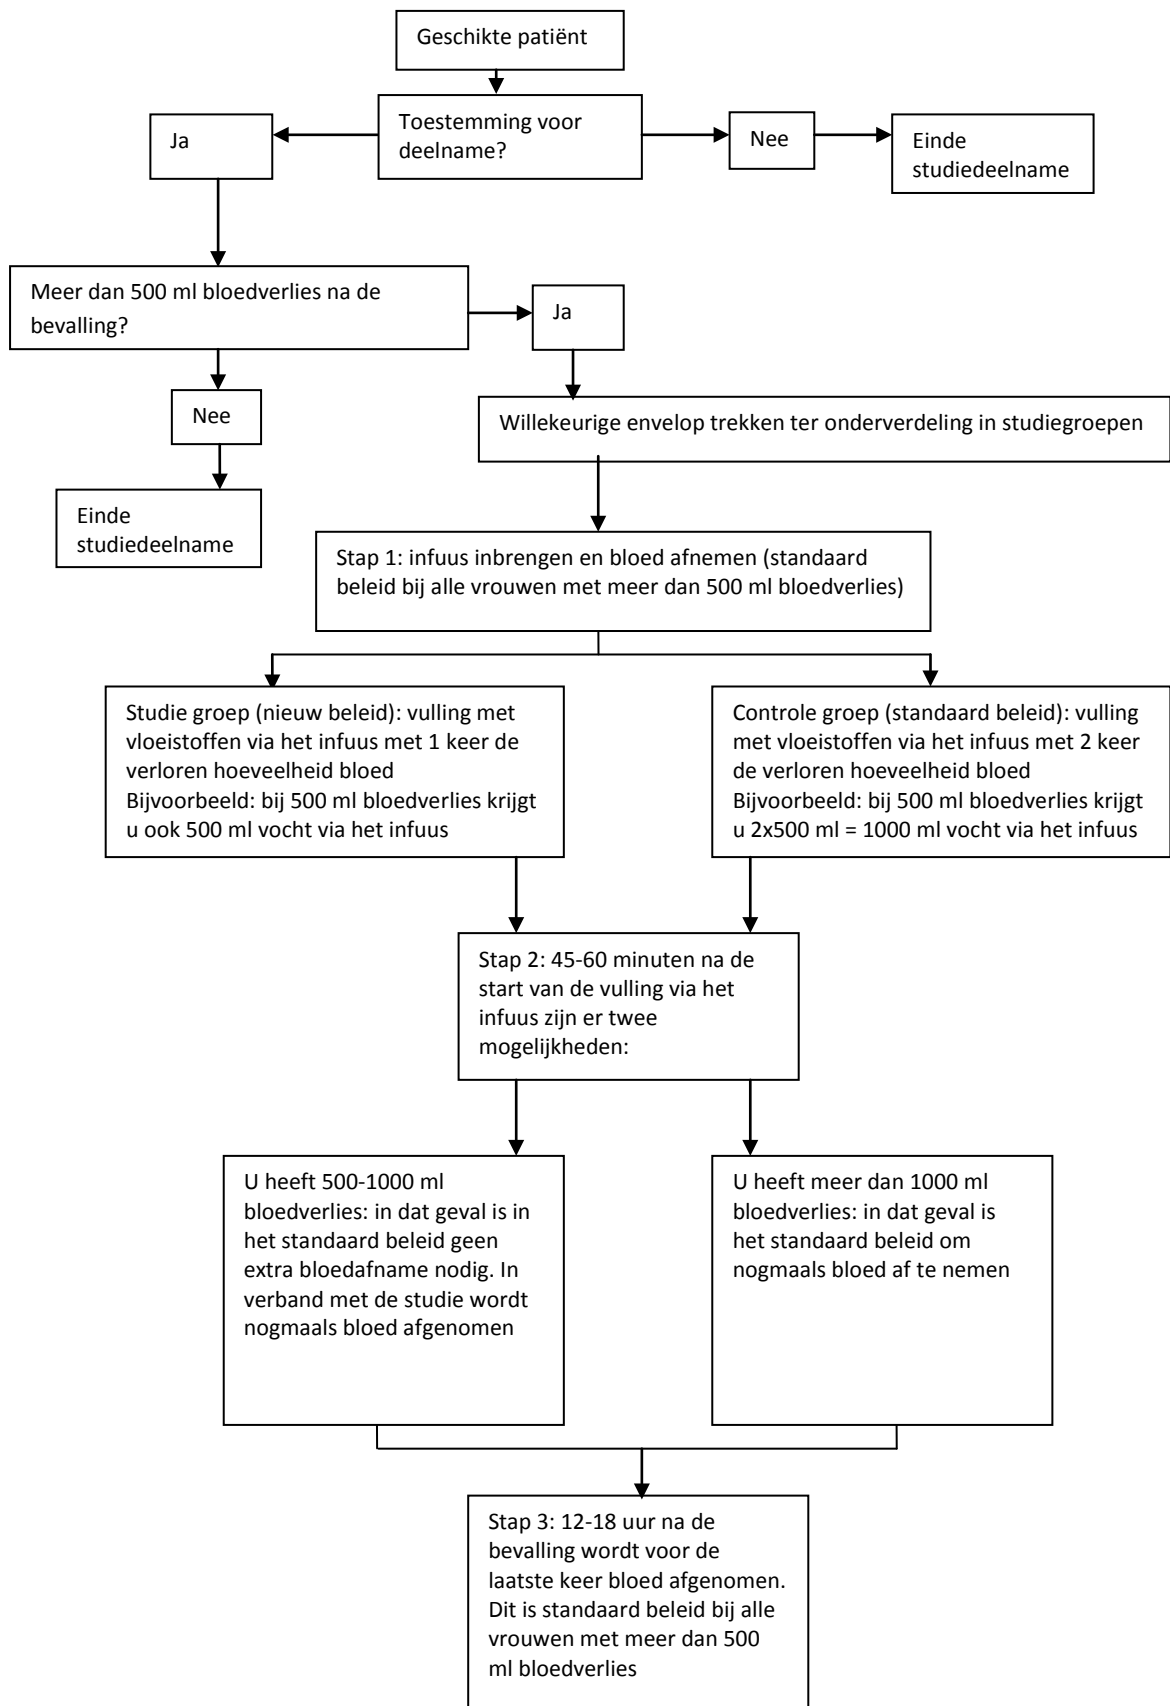 Geschikte patiënt
Toestemming voor
deelname?
Ja
Nee
Einde
studiedeelname
Meer dan 500 ml bloedverlies na de
bevalling?
Ja
Nee
Willekeurige envelop trekken ter onderverdeling in studiegroepen
Einde
studiedeelname
Stap 1: infuus inbrengen en bloed afnemen (standaard
beleid bij alle vrouwen met meer dan 500 ml bloedverlies)
Studie groep (nieuw beleid): vulling met
vloeistoffen via het infuus met 1 keer de
verloren hoeveelheid bloed
Bijvoorbeeld: bij 500 ml bloedverlies krijgt
u ook 500 ml vocht via het infuus
Controle groep (standaard beleid): vulling
met vloeistoffen via het infuus met 2 keer
de verloren hoeveelheid bloed
Bijvoorbeeld: bij 500 ml bloedverlies krijgt
u 2x500 ml = 1000 ml vocht via het infuus
Stap 2: 45-60 minuten na de
start van de vulling via het
infuus zijn er twee
mogelijkheden:
U heeft 500-1000 ml
bloedverlies: in dat geval is in
het standaard beleid geen
extra bloedafname nodig. In
verband met de studie wordt
nogmaals bloed afgenomen
U heeft meer dan 1000 ml
bloedverlies: in dat geval is
het standaard beleid om
nogmaals bloed af te nemen
Stap 3: 12-18 uur na de
bevalling wordt voor de
laatste keer bloed afgenomen.
Dit is standaard beleid bij alle
vrouwen met meer dan 500
ml bloedverlies